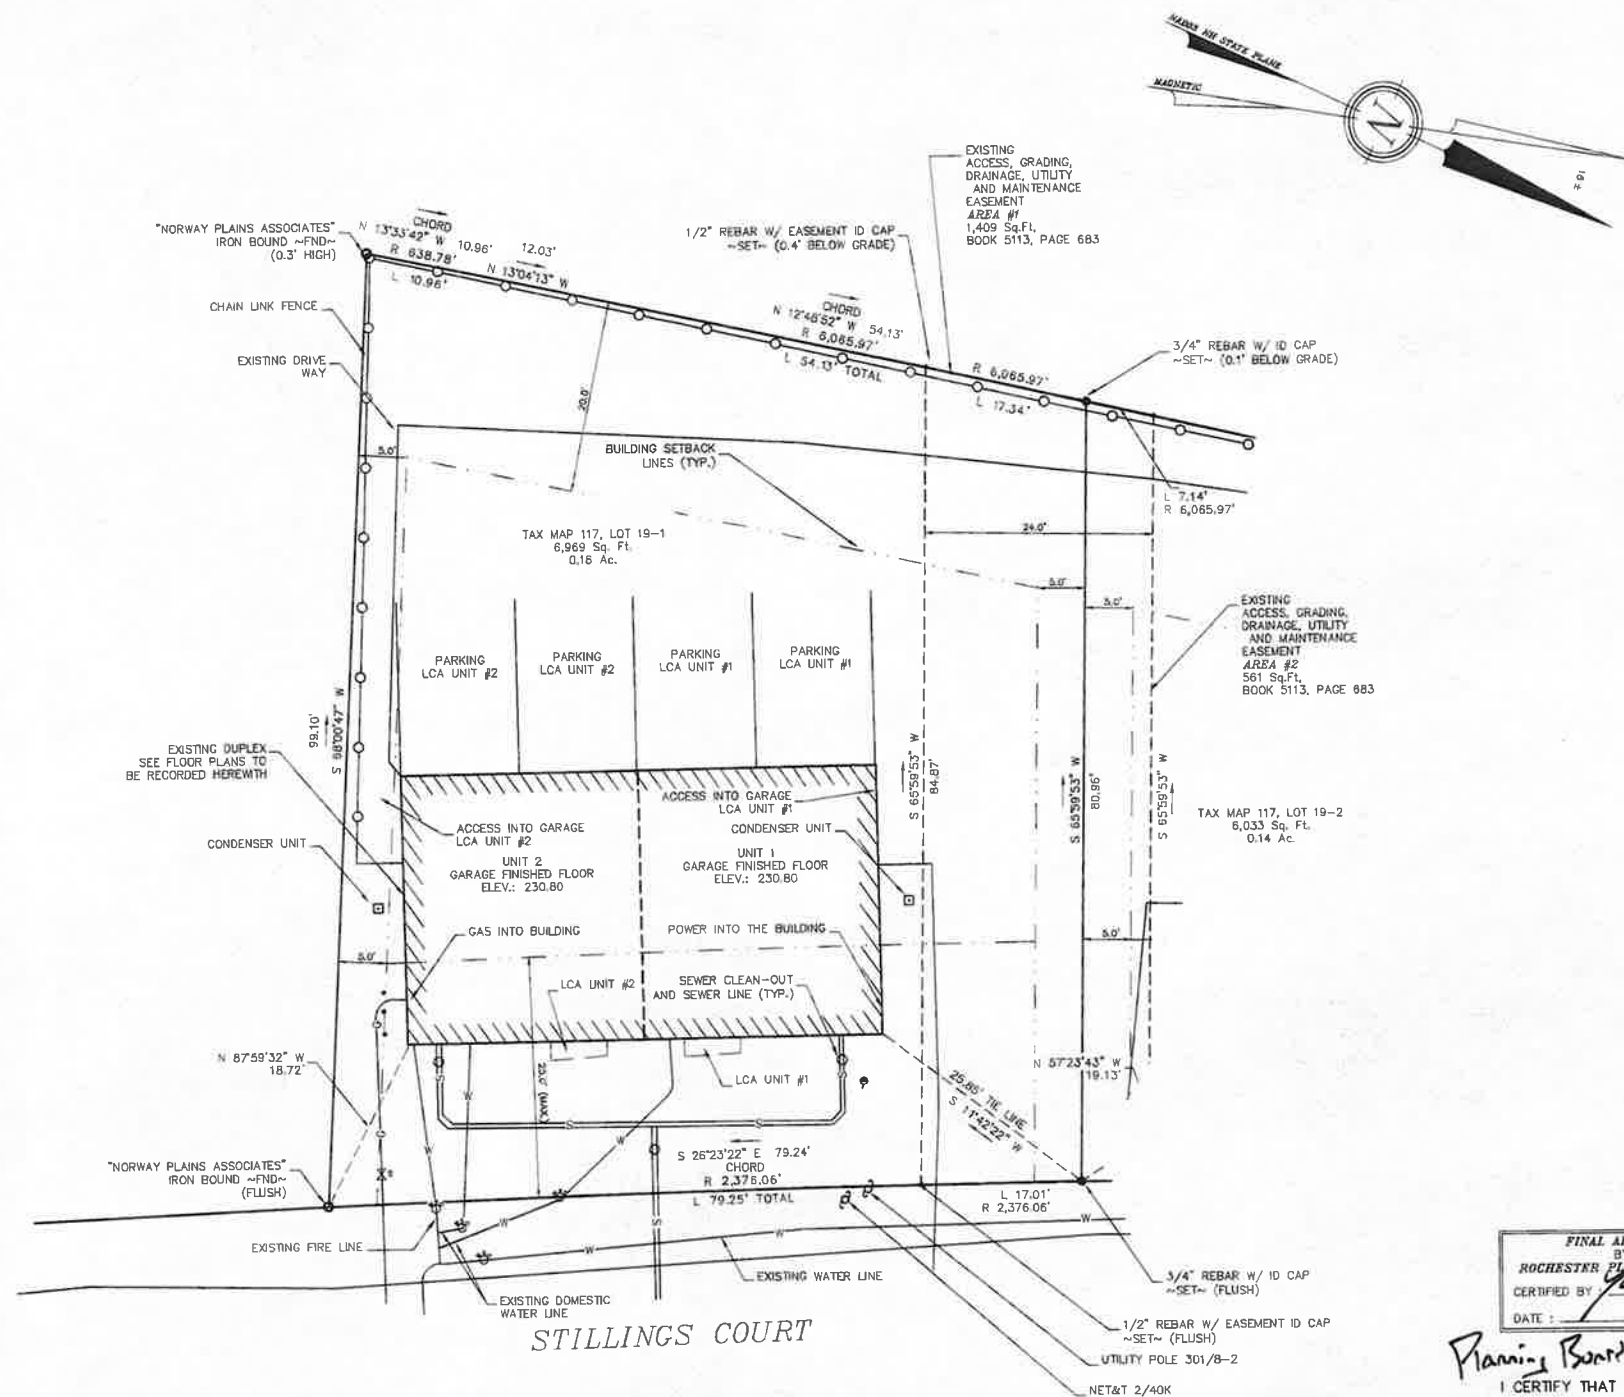 NAD83 NH STATE PLANE
MAGNETIC
N
EXISTING
ACCESS, GRADING,
DRAINAGE, UTILITY
AND MAINTENANCE
EASEMENT
AREA #1
1,409 Sq.Ft.
BOOK 5113, PAGE 683
"NORWAY PLAINS ASSOCIATES"
IRON BOUND ~FND~
(0.3' HIGH)
CHORD
N 13°33'42" W 10.96'
R 638.78'
L 10.96'
12.03'
N 13°04'13" W
1/2" REBAR W/ EASEMENT ID CAP
~SET~ (0.4' BELOW GRADE)
CHORD
N 12°48'52" W 54.13'
R 6,065.97'
L 54.13' TOTAL
R 6,065.97'
L 17.34'
3/4" REBAR W/ ID CAP
~SET~ (0.1' BELOW GRADE)
CHAIN LINK FENCE
EXISTING DRIVE
WAY
20.0'
5.0'
BUILDING SETBACK
LINES (TYP.)
L 7.14'
R 6,065.97'
24.0'
TAX MAP 117, LOT 19-1
6,969 Sq. Ft.
0.16 Ac.
5.0'
5.0'
EXISTING
ACCESS, GRADING,
DRAINAGE, UTILITY
AND MAINTENANCE
EASEMENT
AREA #2
561 Sq.Ft.
BOOK 5113, PAGE 683
PARKING
LCA UNIT #2
PARKING
LCA UNIT #2
PARKING
LCA UNIT #1
PARKING
LCA UNIT #1
99.10'
S 68°00'47" W
S 65°59'53" W
84.87'
S 65°59'53" W
80.96'
S 65°59'53" W
EXISTING DUPLEX
SEE FLOOR PLANS TO
BE RECORDED HEREWITH
ACCESS INTO GARAGE
LCA UNIT #1
ACCESS INTO GARAGE
LCA UNIT #2
CONDENSER UNIT
CONDENSER UNIT
UNIT 2
GARAGE FINISHED FLOOR
ELEV.: 230.80
UNIT 1
GARAGE FINISHED FLOOR
ELEV.: 230.80
TAX MAP 117, LOT 19-2
6,033 Sq. Ft.
0.14 Ac.
GAS INTO BUILDING
POWER INTO THE BUILDING
5.0'
5.0'
LCA UNIT #2
SEWER CLEAN-OUT
AND SEWER LINE (TYP.)
G
N 87°59'32" W
18.72'
LCA UNIT #1
S
W
S
N 57°23'43" W
19.13'
25.85' TIE LINE
S 11°42'22" W
G
S
S
W
W
"NORWAY PLAINS ASSOCIATES"
IRON BOUND ~FND~
(FLUSH)
S 26°23'22" E 79.24'
CHORD
R 2,376.06'
L 79.25' TOTAL
L 17.01'
R 2,376.06'
S
W
W
W
W
EXISTING FIRE LINE
EXISTING WATER LINE
EXISTING DOMESTIC
WATER LINE
3/4" REBAR W/ ID CAP
~SET~ (FLUSH)
1/2" REBAR W/ EASEMENT ID CAP
~SET~ (FLUSH)
UTILITY POLE 301/8-2
NET&T 2/40K
STILLINGS COURT
FINAL
ROCHESTER
CERTIFIED BY :
DATE :
Planning Board
I CERTIFY THAT